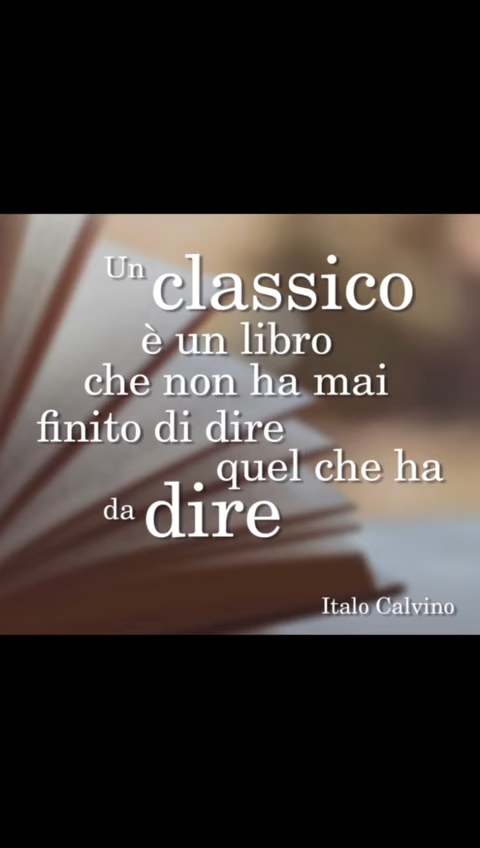 Un classico
è un libro
che non ha mai
finito di dire
quel che ha
da dire
Italo Calvino